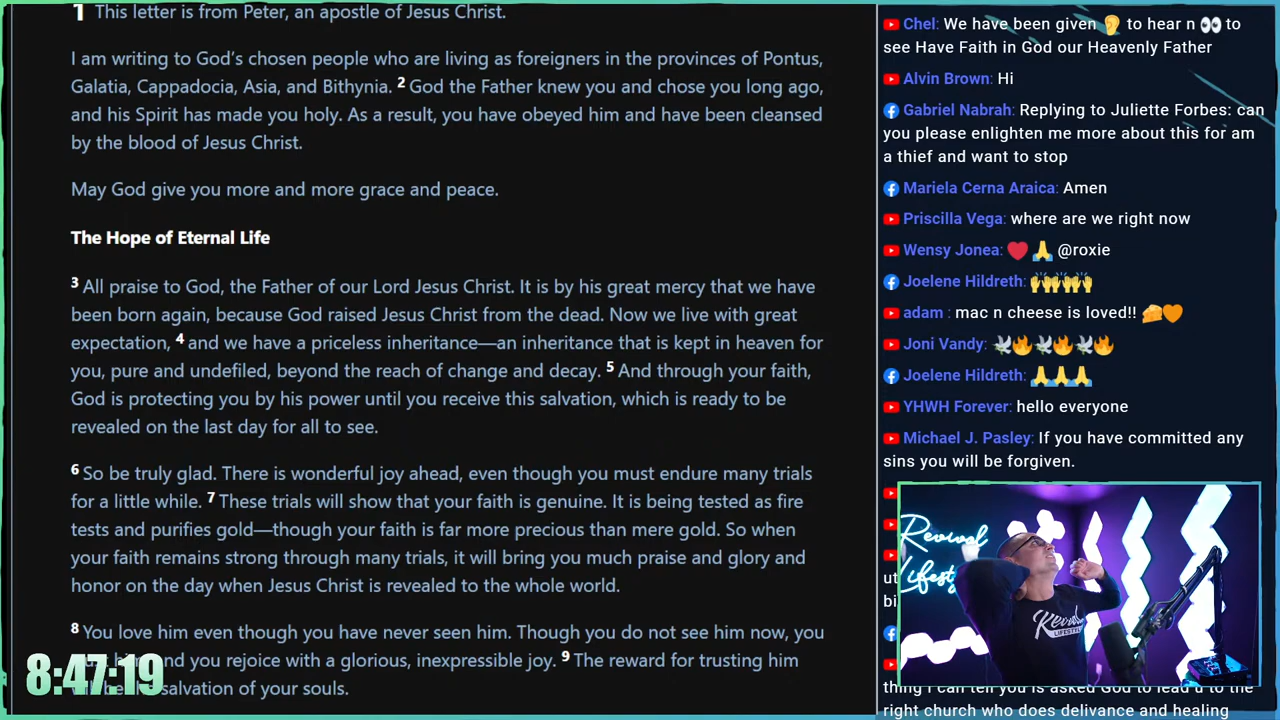 1 This letter is from Peter, an apostle of Jesus Christ.
I am writing to God’s chosen people who are living as foreigners in the provinces of Pontus,
Galatia, Cappadocia, Asia, and Bithynia. 2 God the Father knew you and chose you long ago,
and his Spirit has made you holy. As a result, you have obeyed him and have been cleansed
by the blood of Jesus Christ.
May God give you more and more grace and peace.
The Hope of Eternal Life
3 All praise to God, the Father of our Lord Jesus Christ. It is by his great mercy that we have
been born again, because God raised Jesus Christ from the dead. Now we live with great
expectation, 4 and we have a priceless inheritance—an inheritance that is kept in heaven for
you, pure and undefiled, beyond the reach of change and decay. 5 And through your faith,
God is protecting you by his power until you receive this salvation, which is ready to be
revealed on the last day for all to see.
6 So be truly glad. There is wonderful joy ahead, even though you must endure many trials
for a little while. 7 These trials will show that your faith is genuine. It is being tested as fire
tests and purifies gold—though your faith is far more precious than mere gold. So when
your faith remains strong through many trials, it will bring you much praise and glory and
honor on the day when Jesus Christ is revealed to the whole world.
8 You love him even though you have never seen him. Though you do not see him now, you
and you rejoice with a glorious, inexpressible joy. 9 The reward for trusting him
salvation of your souls.
8:47:19
Chel: We have been given 👂 to hear n 👀 to
see Have Faith in God our Heavenly Father
Alvin Brown: Hi
Gabriel Nabrah: Replying to Juliette Forbes: can
you please enlighten me more about this for am
a thief and want to stop
Mariela Cerna Araica: Amen
Priscilla Vega: where are we right now
Wensy Jonea: ❤️ 🙏 @roxie
Joelene Hildreth: 🙌🙌🙌
adam : mac n cheese is loved!! 🧀🧡
Joni Vandy: 🕊️🔥🕊️🔥🕊️🔥
Joelene Hildreth: 🙏🙏🙏
YHWH Forever: hello everyone
Michael J. Pasley: If you have committed any
sins you will be forgiven.
Revival
Lifestyle
Revival
LIFESTYLE
thing I can tell you is asked God to lead u to the
right church who does delivance and healing